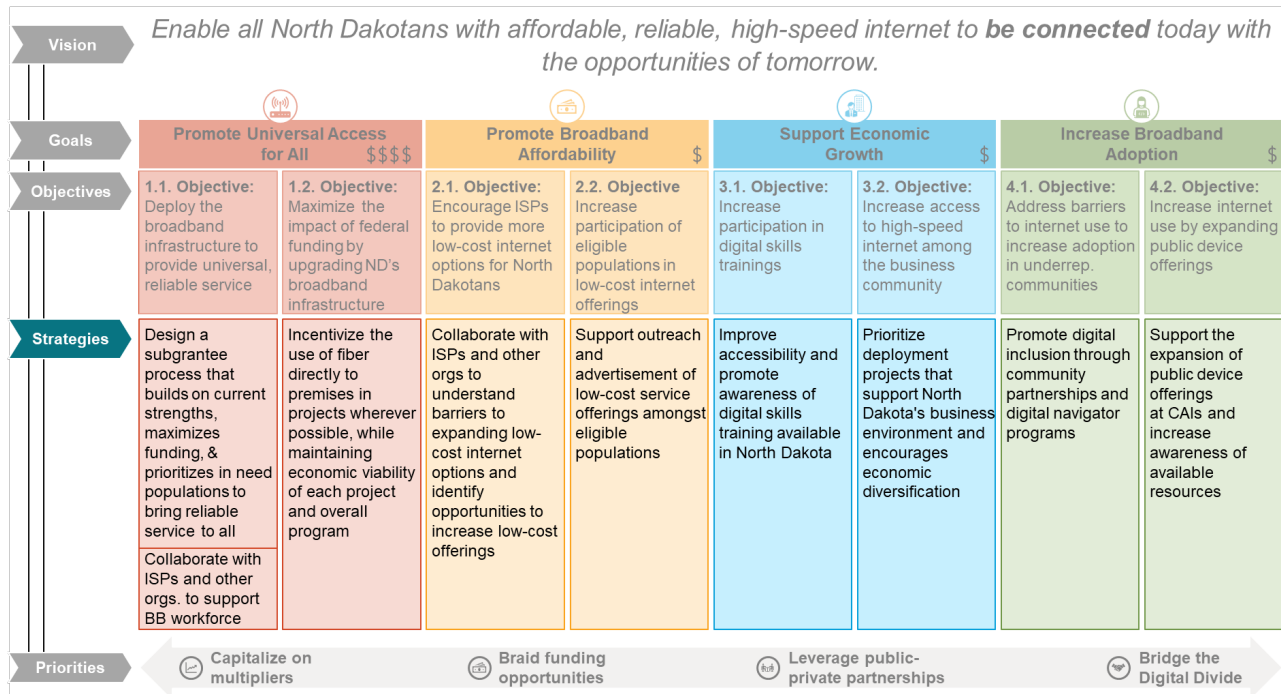 Vision
Enable all North Dakotans with affordable, reliable, high-speed internet to be connected today with
the opportunities of tomorrow.
Goals
Promote Universal Access
for All $$$$
Promote Broadband
Affordability $
Support Economic
Growth $
Increase Broadband
Adoption $
Objectives
1.1. Objective:
Deploy the
broadband
infrastructure to
provide universal,
reliable service
1.2. Objective:
Maximize the
impact of federal
funding by
upgrading ND's
broadband
infrastructure
2.1. Objective:
Encourage ISPs
to provide more
low-cost internet
options for North
Dakotans
2.2. Objective
Increase
participation of
eligible
populations in
low-cost internet
offerings
3.1. Objective:
Increase
participation in
digital skills
trainings
3.2. Objective:
Increase access
to high-speed
internet among
the business
community
4.1. Objective:
Address barriers
to internet use to
increase adoption
in underrep.
communities
4.2. Objective:
Increase internet
use by expanding
public device
offerings
Strategies
Design a
subgrantee
process that
builds on current
strengths,
maximizes
funding, &
prioritizes in need
populations to
bring reliable
service to all
Collaborate with
ISPs and other
orgs. to support
BB workforce
Incentivize the
use of fiber
directly to
premises in
projects wherever
possible, while
maintaining
economic viability
of each project
and overall
program
Collaborate with
ISPs and other
orgs to
understand
barriers to
expanding low-
cost internet
options and
identify
opportunities to
increase low-cost
offerings
Support outreach
and
advertisement of
low-cost service
offerings amongst
eligible
populations
Improve
accessibility and
promote
awareness of
digital skills
training available
in North Dakota
Prioritize
deployment
projects that
support North
Dakota's business
environment and
encourages
economic
diversification
Promote digital
inclusion through
community
partnerships and
digital navigator
programs
Support the
expansion of
public device
offerings
at CAIs and
increase
awareness of
available
resources
Priorities
Capitalize on
multipliers
Braid funding
opportunities
Leverage public-
private partnerships
Bridge the
Digital Divide